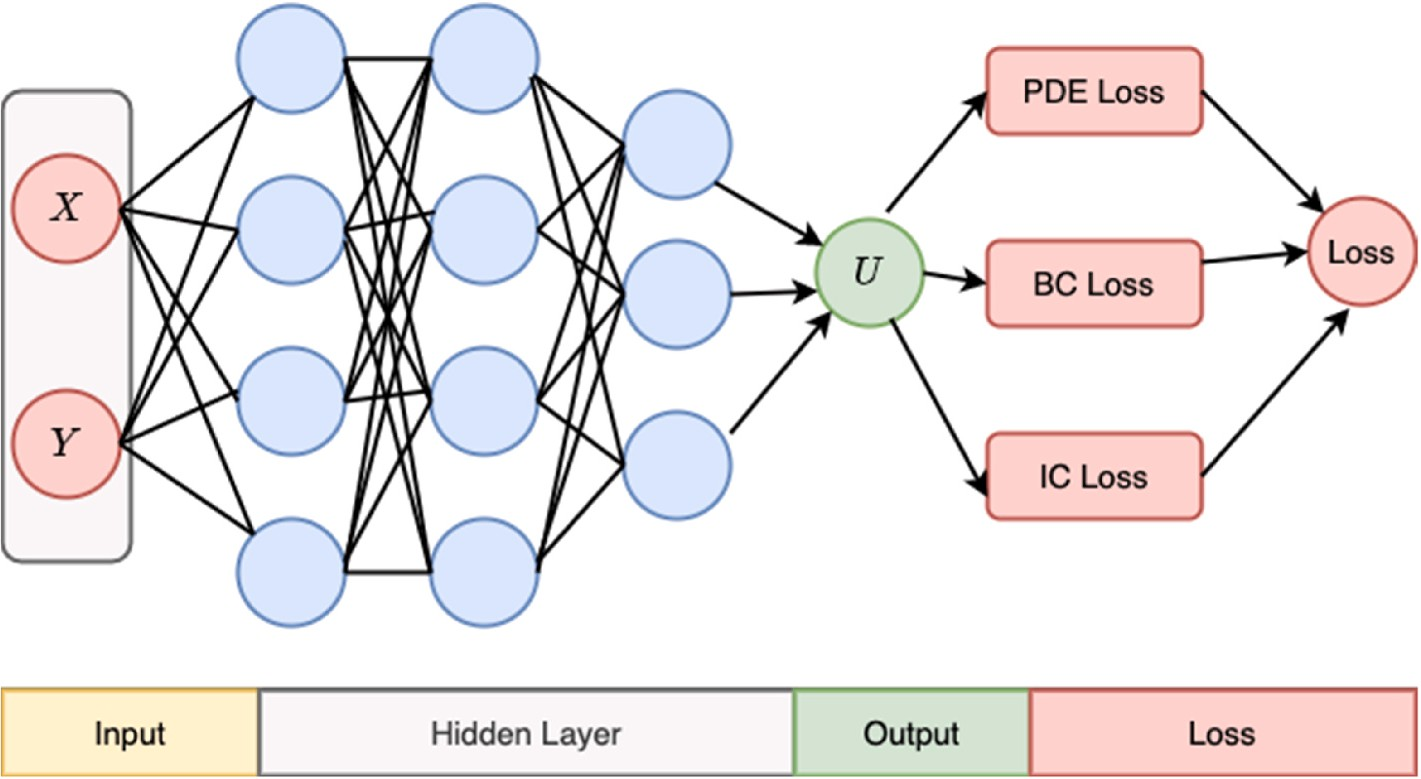 X
Y
U
PDE Loss
BC Loss
IC Loss
Loss
Input
Hidden Layer
Output
Loss